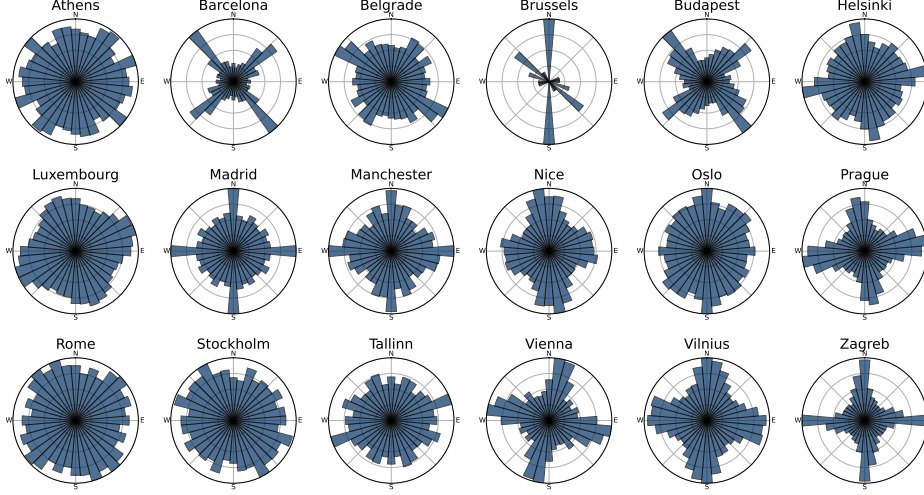 Athens Barcelona Belgrade Brussels Budapest Helsinki
N N N N N N
W E W E W E W E W E W
S S S S S S
Luxembourg Madrid Manchester Nice Oslo Prague
N N N N N N
W E W E W E W E W E W
S S S S S S
Rome Stockholm Tallinn Vienna Vilnius Zagreb
N N N N N N
W E W E W E W E W E W
S S S S S S